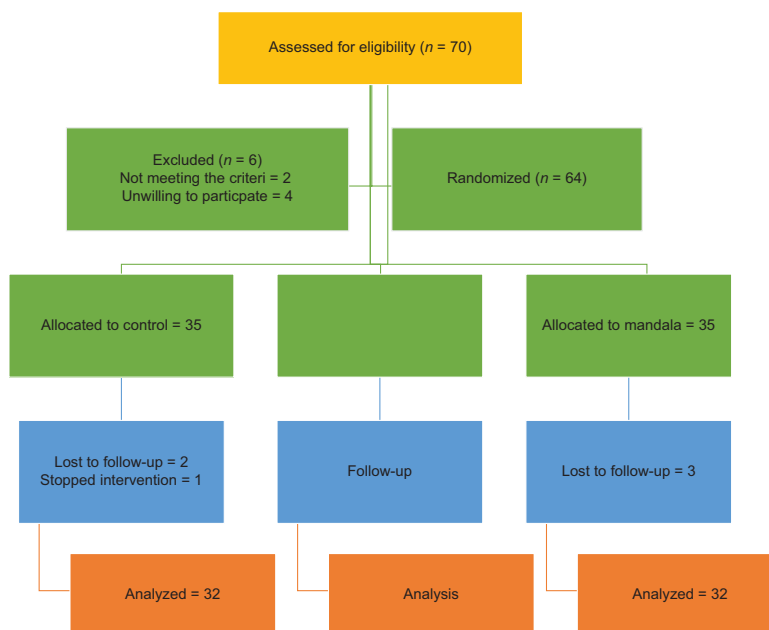 Assessed for eligibility (n = 70)
Excluded (n = 6)
Not meeting the criteri = 2
Unwilling to particpate = 4
Randomized (n = 64)
Allocated to control = 35
Allocated to mandala = 35
Lost to follow-up = 2
Stopped intervention = 1
Follow-up
Lost to follow-up = 3
Analyzed = 32
Analysis
Analyzed = 32